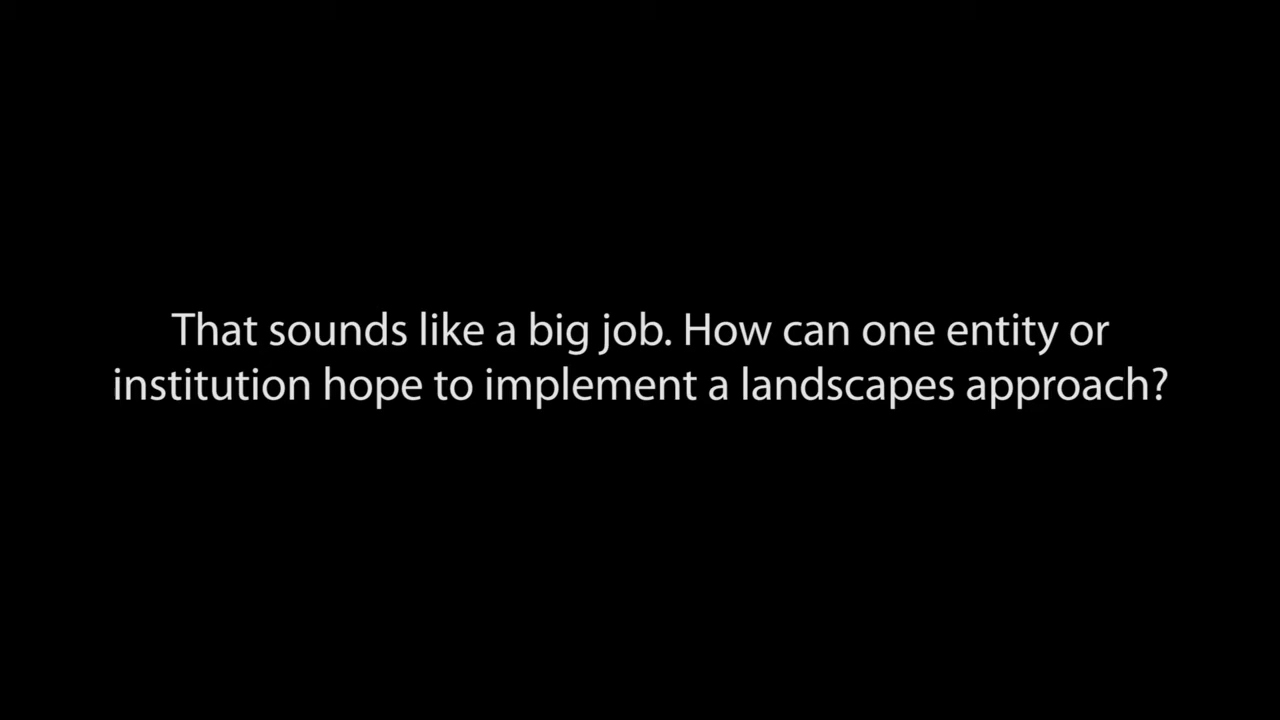 That sounds like a big job. How can one entity or
institution hope to implement a landscapes approach?